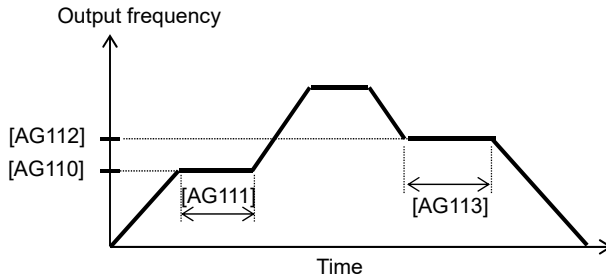 Output frequency
[AG112]
[AG110]
[AG111]
[AG113]
Time